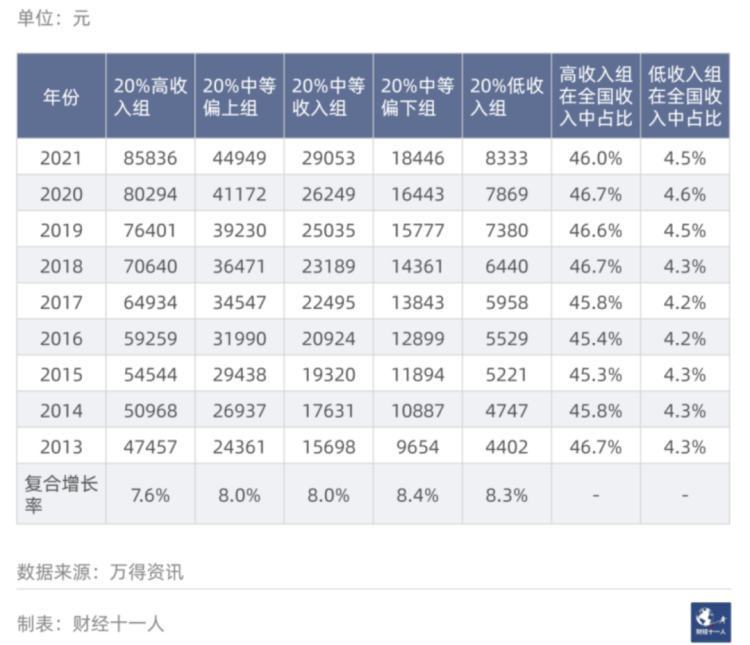 单位：元
年份 20%高收入组 20%中等偏上组 20%中等收入组 20%中等偏下组 20%低收入组 高收入组在全国收入中占比 低收入组在全国收入中占比
2021 85836 44949 29053 18446 8333 46.0% 4.5%
2020 80294 41172 26249 16443 7869 46.7% 4.6%
2019 76401 39230 25035 15777 7380 46.6% 4.5%
2018 70640 36471 23189 14361 6440 46.7% 4.3%
2017 64934 34547 22495 13843 5958 45.8% 4.2%
2016 59259 31990 20924 12899 5529 45.4% 4.2%
2015 54544 29438 19320 11894 5221 45.3% 4.3%
2014 50968 26937 17631 10887 4747 45.8% 4.3%
2013 47457 24361 15698 9654 4402 46.7% 4.3%
复合增长率 7.6% 8.0% 8.0% 8.4% 8.3% - -
数据来源：万得资讯
制表：财经十一人
财经十一人